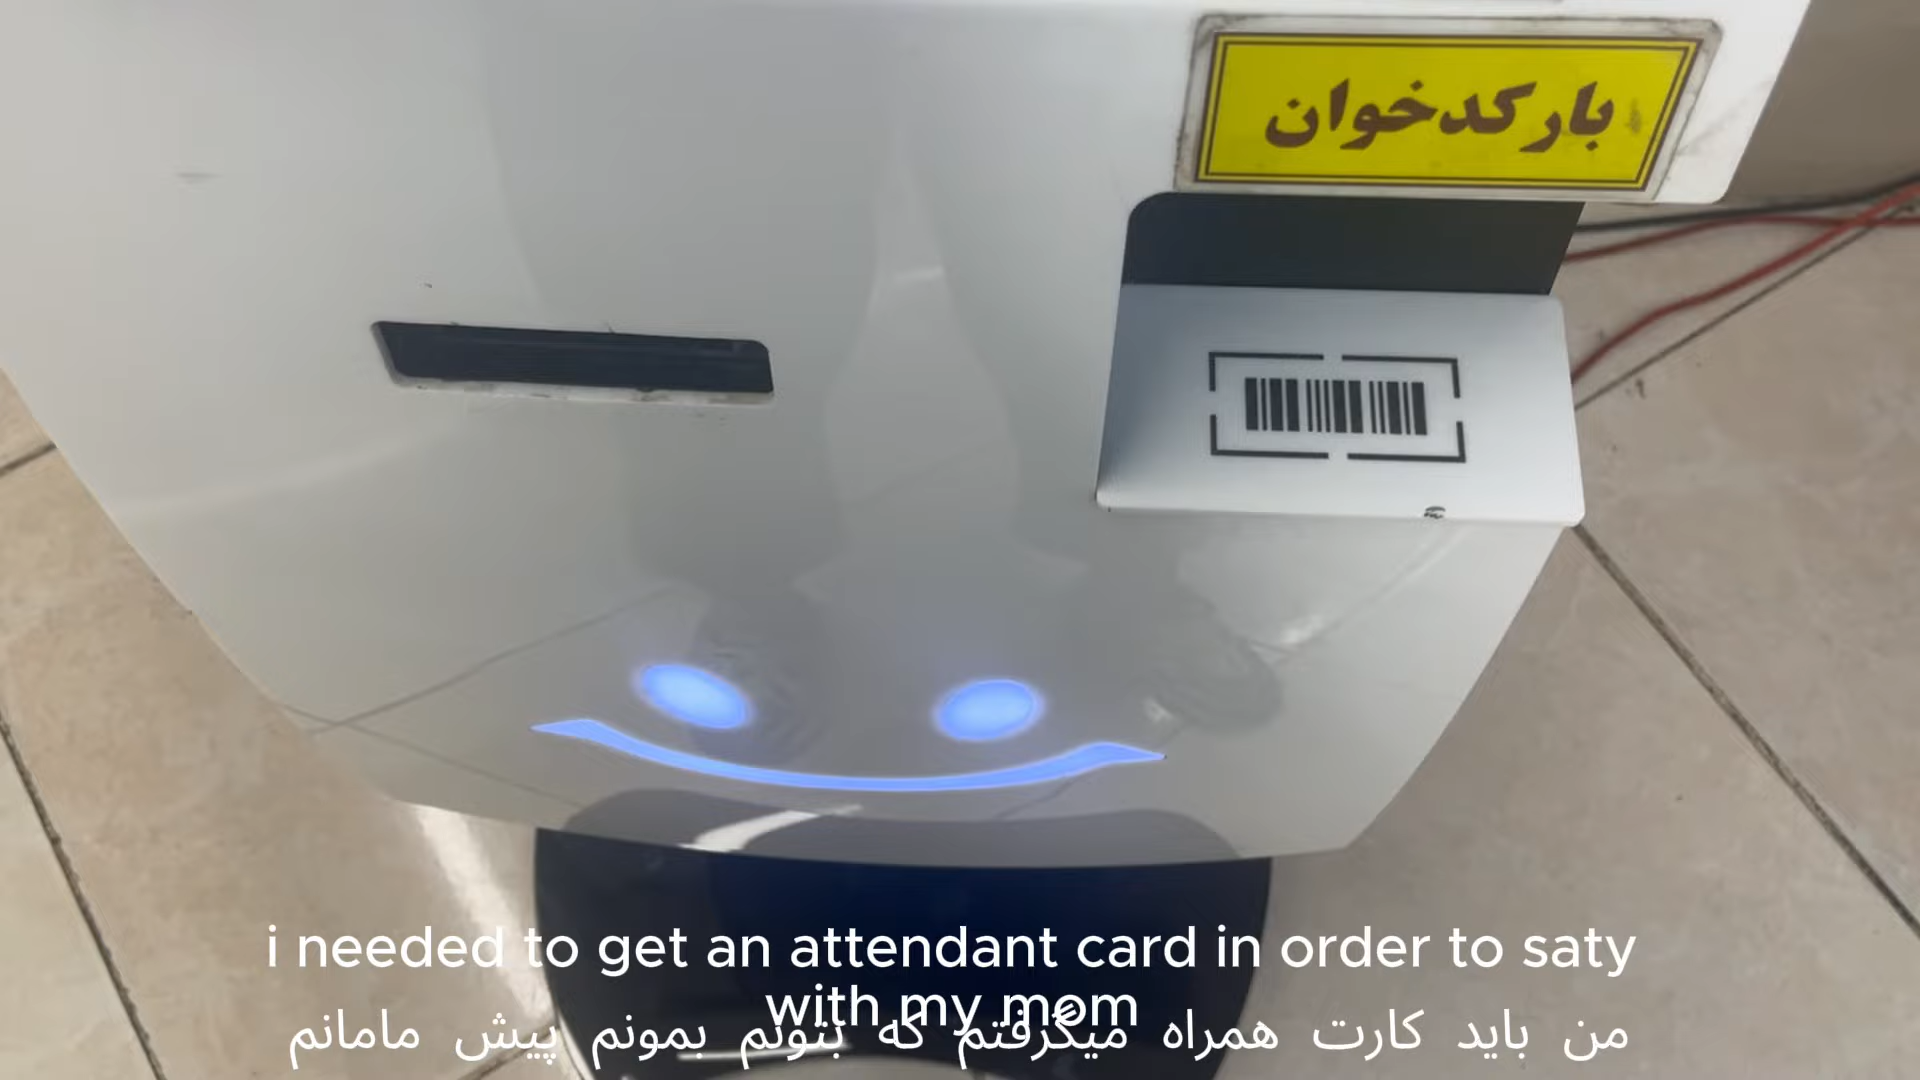 بارکدخوان
i needed to get an attendant card in order to saty
with my mom
من باید کارت همراه میگرفتم که بتونم بمونم پیش مامانم